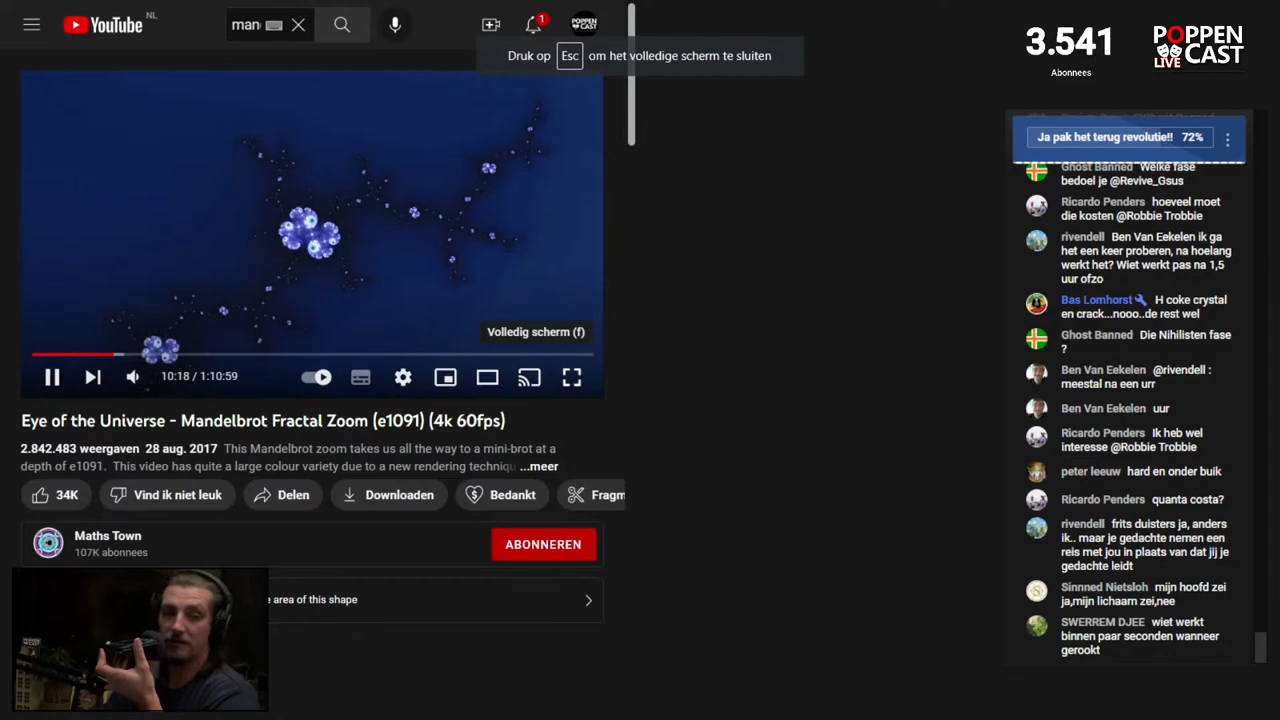 YouTube NL
man
1
POPPEN CAST
Druk op Esc om het volledige scherm te sluiten
3.541
Abonnees
POPPEN
LIVE CAST
Volledig scherm (f)
10:18 / 1:10:59
Eye of the Universe - Mandelbrot Fractal Zoom (e1091) (4k 60fps)
2.842.483 weergaven 28 aug. 2017 This Mandelbrot zoom takes us all the way to a mini-brot at a
depth of e1091. This video has quite a large colour variety due to a new rendering techniqu ...meer
34K Vind ik niet leuk Delen Downloaden Bedankt Fragm
Maths Town
107K abonnees
ABONNEREN
e area of this shape
Ja pak het terug revolutie!! 72%
Ghost Banned Welke fase
bedoel je @Revive_Gsus
Ricardo Penders hoeveel moet
die kosten @Robbie Trobbie
rivendell Ben Van Eekelen ik ga
het een keer proberen, na hoelang
werkt het? Wiet werkt pas na 1,5
uur ofzo
Bas Lomhorst H coke crystal
en crack...nooo..de rest wel
Ghost Banned Die Nihilisten fase
?
Ben Van Eekelen @rivendell :
meestal na een urr
Ben Van Eekelen uur
Ricardo Penders Ik heb wel
interesse @Robbie Trobbie
peter leeuw hard en onder buik
Ricardo Penders quanta costa?
rivendell frits duisters ja, anders
ik.. maar je gedachte nemen een
reis met jou in plaats van dat jij je
gedachte leidt
Sinnned Nietsloh mijn hoofd zei
ja,mijn lichaam zei,nee
SWERREM DJEE wiet werkt
binnen paar seconden wanneer
gerookt